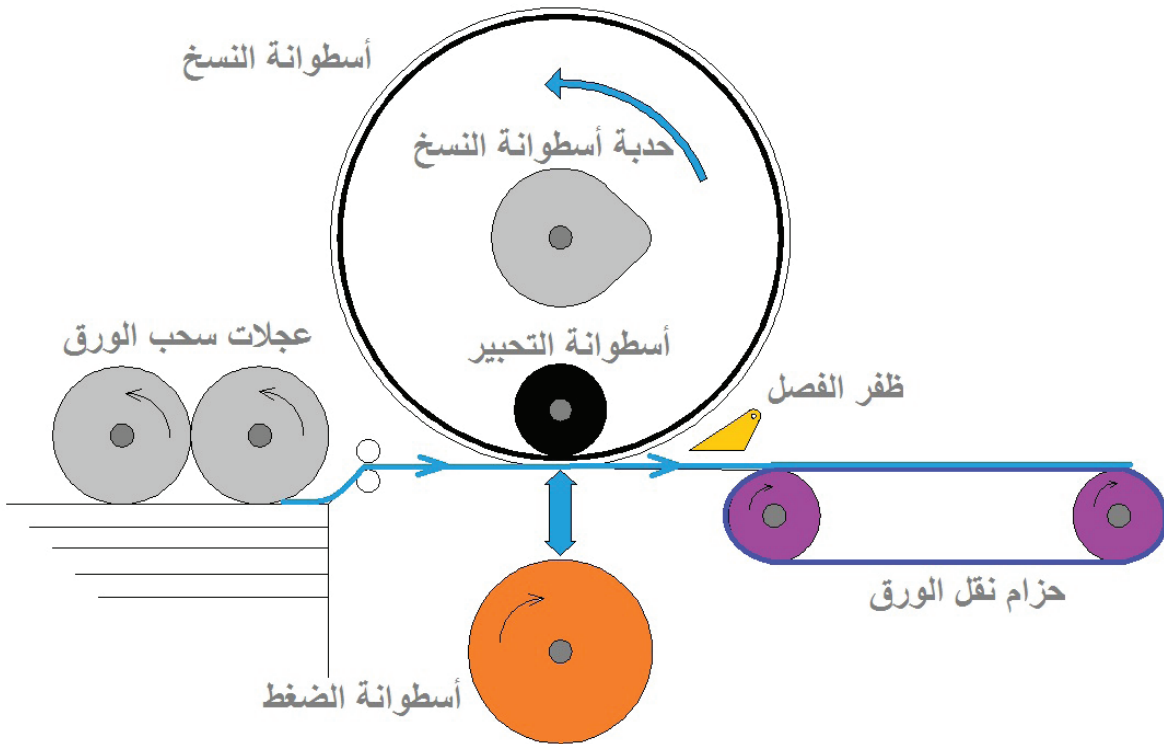 أسطوانة النسخ
حدبة أسطوانة النسخ
أسطوانة التحبير
عجلات سحب الورق
ظفر الفصل
حزام نقل الورق
أسطوانة الضغط